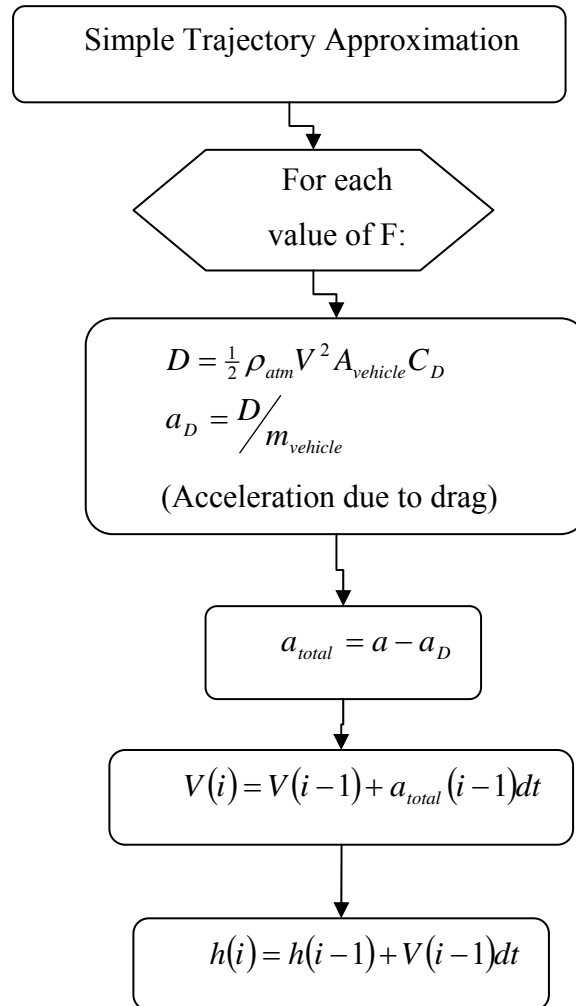 Simple Trajectory Approximation
For each
value of F:
D = ½ ρ_atm V² A_vehicle C_D
a_D = D/m_vehicle
(Acceleration due to drag)
a_total = a − a_D
V(i) = V(i−1) + a_total(i−1)dt
h(i) = h(i−1) + V(i−1)dt